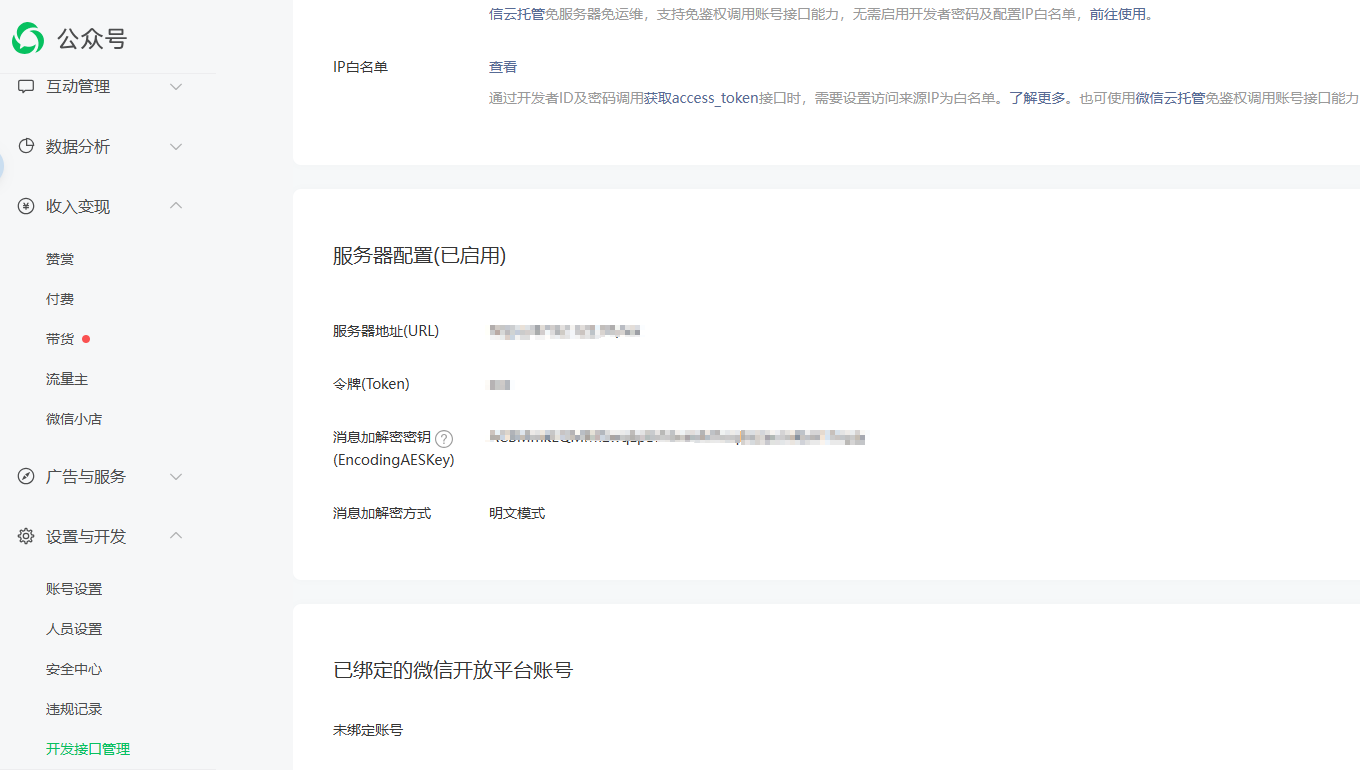 公众号
互动管理
数据分析
收入变现
赞赏
付费
带货
流量主
微信小店
广告与服务
设置与开发
账号设置
人员设置
安全中心
违规记录
开发接口管理
信云托管免服务器免运维，支持免鉴权调用账号接口能力，无需启用开发者密码及配置IP白名单，前往使用。
IP白名单
查看
通过开发者ID及密码调用获取access_token接口时，需要设置访问来源IP为白名单。了解更多。也可使用微信云托管免鉴权调用账号接口能力
服务器配置(已启用)
服务器地址(URL)
令牌(Token)
消息加解密密钥
(EncodingAESKey)
消息加解密方式
明文模式
已绑定的微信开放平台账号
未绑定账号